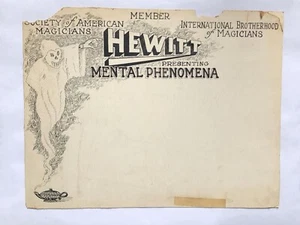 MEMBER
SOCIETY of AMERICAN MAGICIANS
INTERNATIONAL BROTHERHOOD of MAGICIANS
HEWITT
PRESENTING
MENTAL PHENOMENA